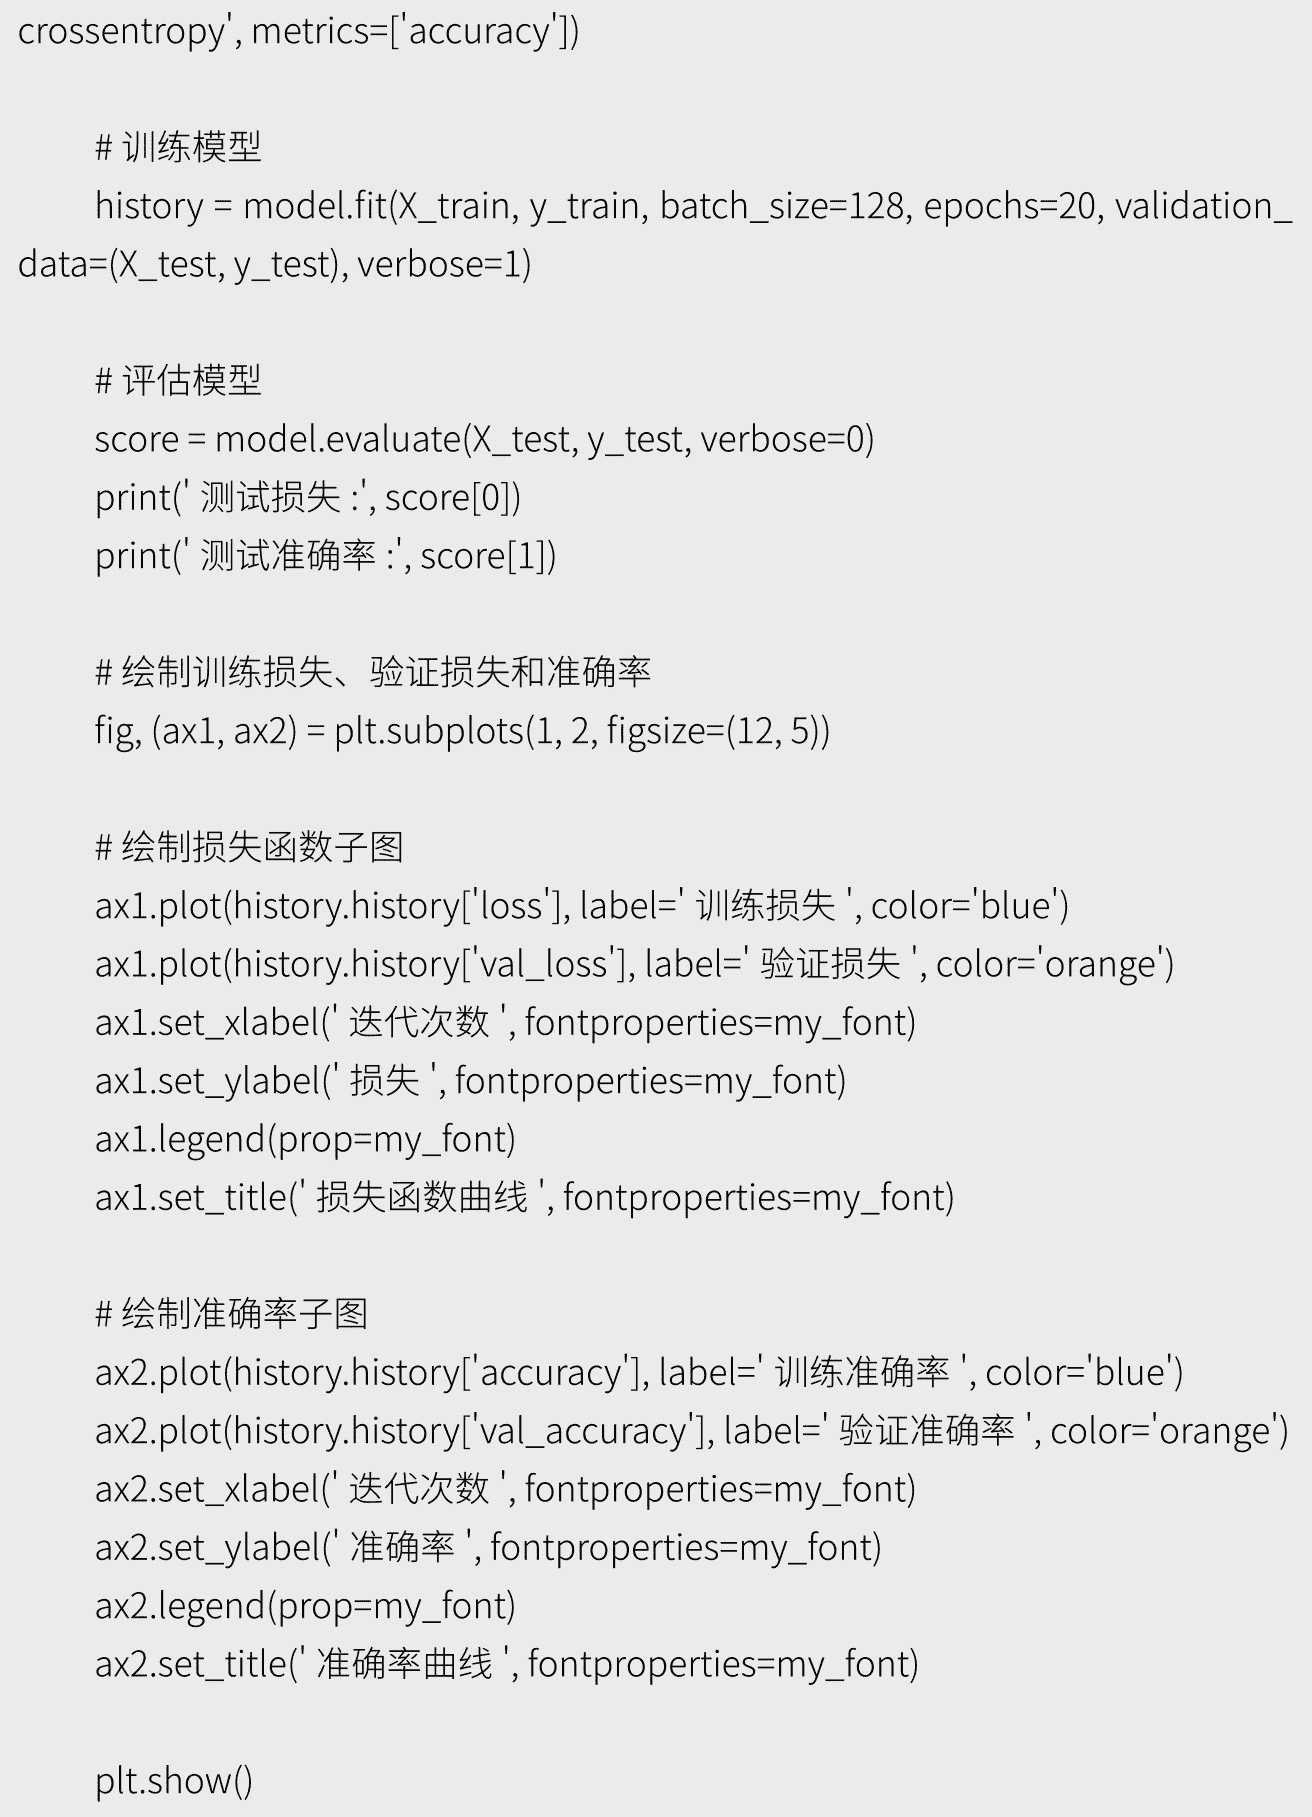 crossentropy', metrics=['accuracy'])
# 训练模型
history = model.fit(X_train, y_train, batch_size=128, epochs=20, validation_
data=(X_test, y_test), verbose=1)
# 评估模型
score = model.evaluate(X_test, y_test, verbose=0)
print(' 测试损失 :', score[0])
print(' 测试准确率 :', score[1])
# 绘制训练损失、验证损失和准确率
fig, (ax1, ax2) = plt.subplots(1, 2, figsize=(12, 5))
# 绘制损失函数子图
ax1.plot(history.history['loss'], label=' 训练损失 ', color='blue')
ax1.plot(history.history['val_loss'], label=' 验证损失 ', color='orange')
ax1.set_xlabel(' 迭代次数 ', fontproperties=my_font)
ax1.set_ylabel(' 损失 ', fontproperties=my_font)
ax1.legend(prop=my_font)
ax1.set_title(' 损失函数曲线 ', fontproperties=my_font)
# 绘制准确率子图
ax2.plot(history.history['accuracy'], label=' 训练准确率 ', color='blue')
ax2.plot(history.history['val_accuracy'], label=' 验证准确率 ', color='orange')
ax2.set_xlabel(' 迭代次数 ', fontproperties=my_font)
ax2.set_ylabel(' 准确率 ', fontproperties=my_font)
ax2.legend(prop=my_font)
ax2.set_title(' 准确率曲线 ', fontproperties=my_font)
plt.show()